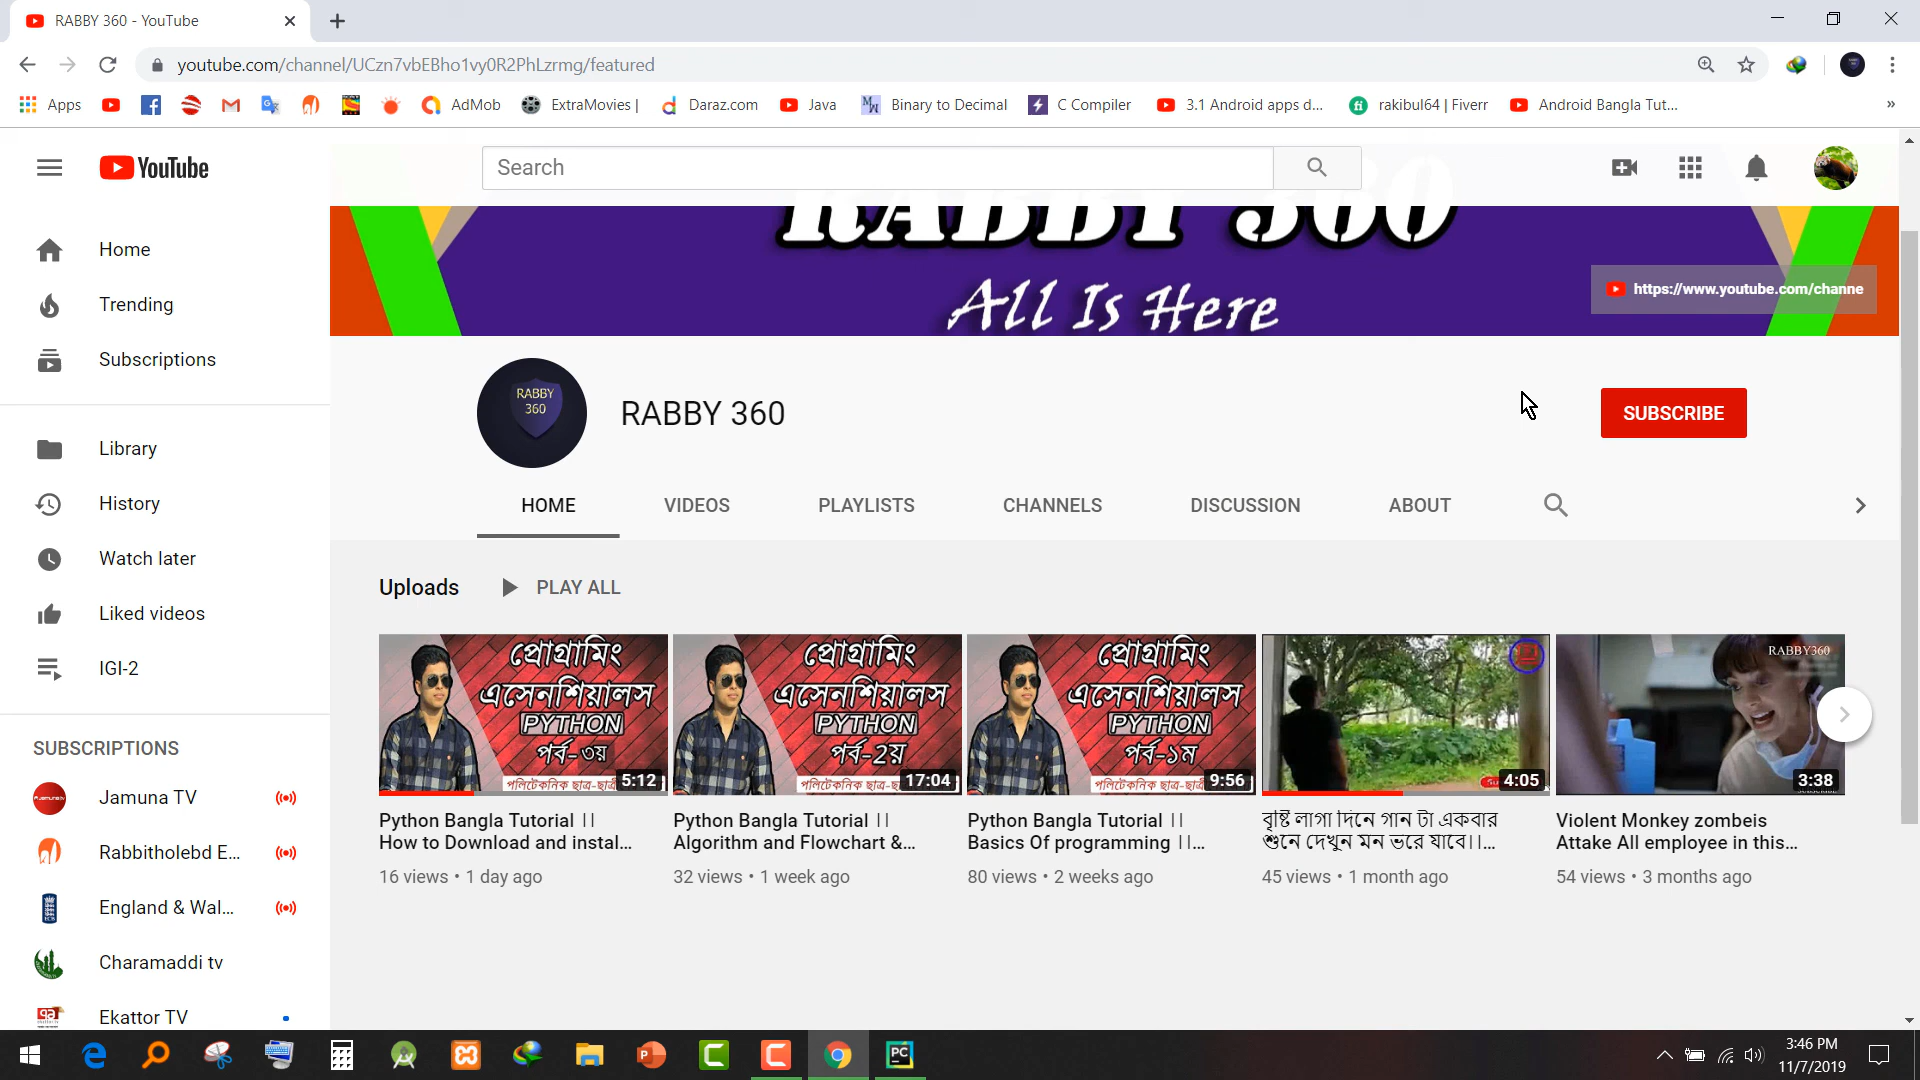 RABBY 360 - YouTube
youtube.com/channel/UCzn7vbEBho1vy0R2PhLzrmg/featured
Apps
AdMob
ExtraMovies |
Daraz.com
Java
Binary to Decimal
C Compiler
3.1 Android apps d...
rakibul64 | Fiverr
Android Bangla Tut...
YouTube
Search
RABBY 360
All Is Here
https://www.youtube.com/channe
Home
Trending
Subscriptions
Library
History
Watch later
Liked videos
IGI-2
SUBSCRIPTIONS
Jamuna TV
Rabbitholebd E...
England & Wal...
Charamaddi tv
Ekattor TV
RABBY
360
RABBY 360
SUBSCRIBE
HOME
VIDEOS
PLAYLISTS
CHANNELS
DISCUSSION
ABOUT
Uploads
PLAY ALL
প্রোগ্রামিং
এসেনশিয়ালস
PYTHON
পর্ব-৩য়
পলিটেকনিক ছাত্র-ছাত্রী
5:12
Python Bangla Tutorial ||
How to Download and instal...
16 views • 1 day ago
প্রোগ্রামিং
এসেনশিয়ালস
PYTHON
পর্ব-২য়
পলিটেকনিক ছাত্র-ছাত্রী
17:04
Python Bangla Tutorial ||
Algorithm and Flowchart &...
32 views • 1 week ago
প্রোগ্রামিং
এসেনশিয়ালস
PYTHON
পর্ব-১ম
পলিটেকনিক ছাত্র-ছাত্রী
9:56
Python Bangla Tutorial ||
Basics Of programming ||...
80 views • 2 weeks ago
4:05
বৃষ্টি লাগা দিনে গান টা একবার
শুনে দেখুন মন ভরে যাবে।।...
45 views • 1 month ago
RABBY360
3:38
Violent Monkey zombeis
Attake All employee in this...
54 views • 3 months ago
3:46 PM
11/7/2019